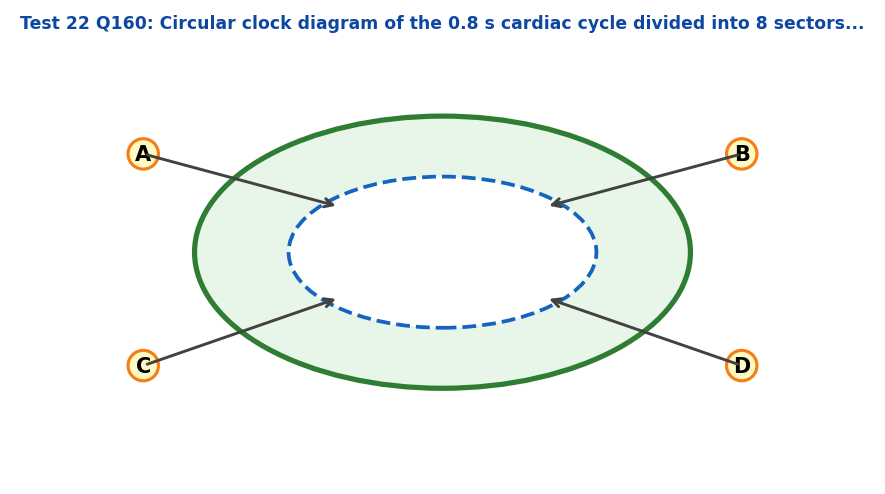 Test 22 Q160: Circular clock diagram of the 0.8 s cardiac cycle divided into 8 sectors...
A
B
C
D